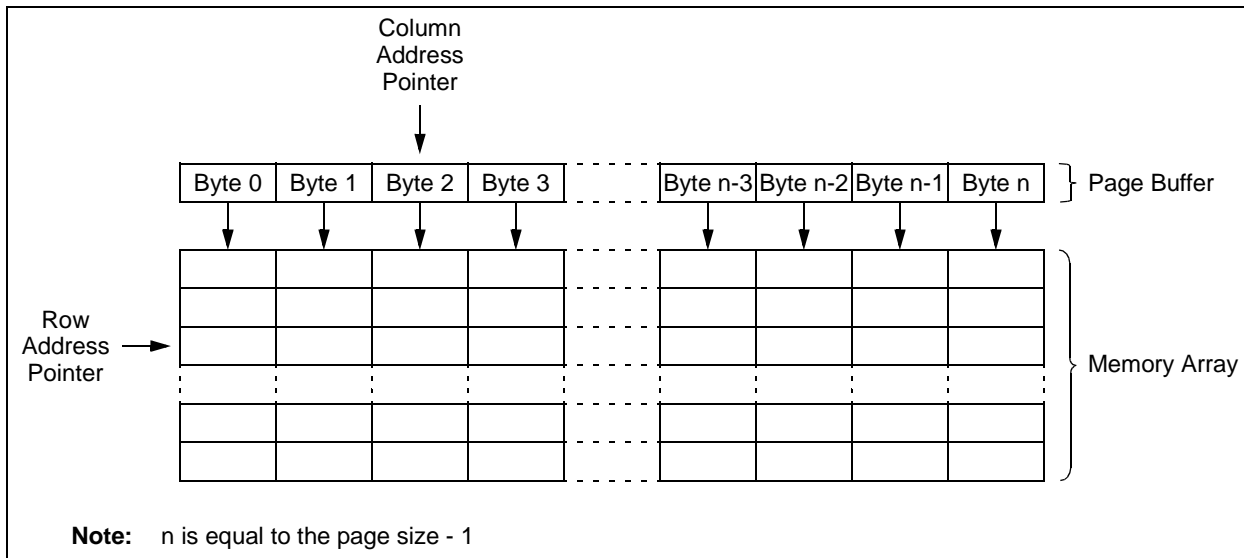 Column
Address
Pointer
Byte 0 Byte 1 Byte 2 Byte 3 Byte n-3 Byte n-2 Byte n-1 Byte n
Page Buffer
Row
Address
Pointer
Memory Array
Note: n is equal to the page size - 1